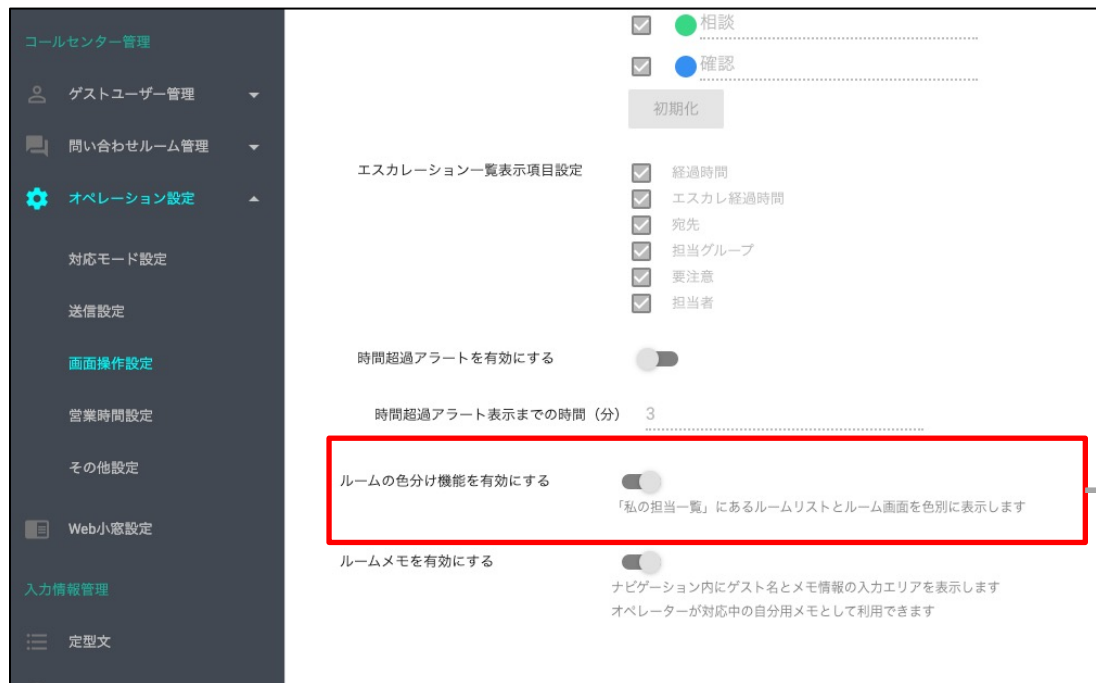 コールセンター管理
ゲストユーザー管理
問い合わせルーム管理
オペレーション設定
対応モード設定
送信設定
画面操作設定
営業時間設定
その他設定
Web小窓設定
入力情報管理
定型文
相談
確認
初期化
エスカレーション一覧表示項目設定
経過時間
エスカレ経過時間
宛先
担当グループ
要注意
担当者
時間超過アラートを有効にする
時間超過アラート表示までの時間（分） 3
ルームの色分け機能を有効にする
「私の担当一覧」にあるルームリストとルーム画面を色別に表示します
ルームメモを有効にする
ナビゲーション内にゲスト名とメモ情報の入力エリアを表示します
オペレーターが対応中の自分用メモとして利用できます